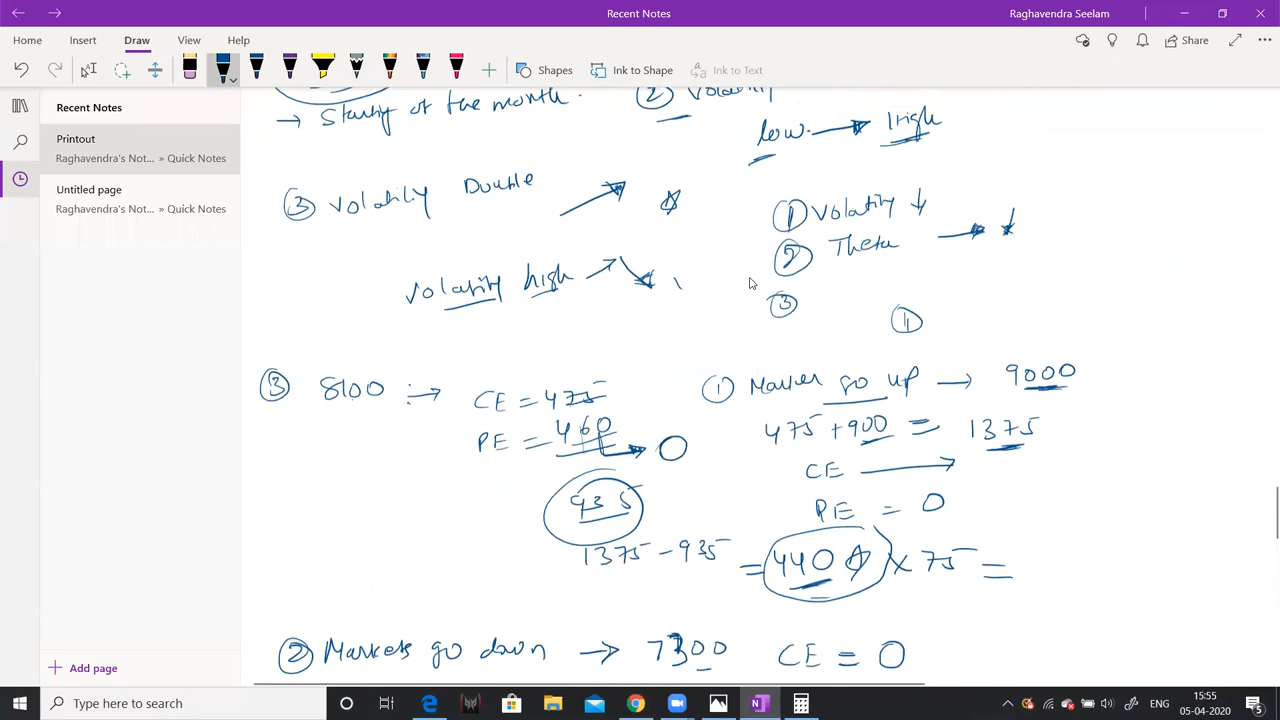 Recent Notes
Raghavendra Seelam
Home Insert Draw View Help
Share
Shapes
Ink to Shape
Ink to Text
Recent Notes
Printout
Raghavendra's Not... » Quick Notes
Untitled page
Raghavendra's Not... » Quick Notes
→ Starting of the month.
② Volatility
low. → High
③ Volatility Double
① Volatility ↓
② Theta → ↓
Volatility high
③
①
③ 8100 :→ CE = 475
PE = 460 → 0
935
① Market go up → 9000
475 + 900 = 1375
CE →
PE = 0
1375 - 935 = 440 × 75 =
② Markets go down → 7300 CE = 0
Add page
Type here to search
ENG
15:55
05-04-2020
5